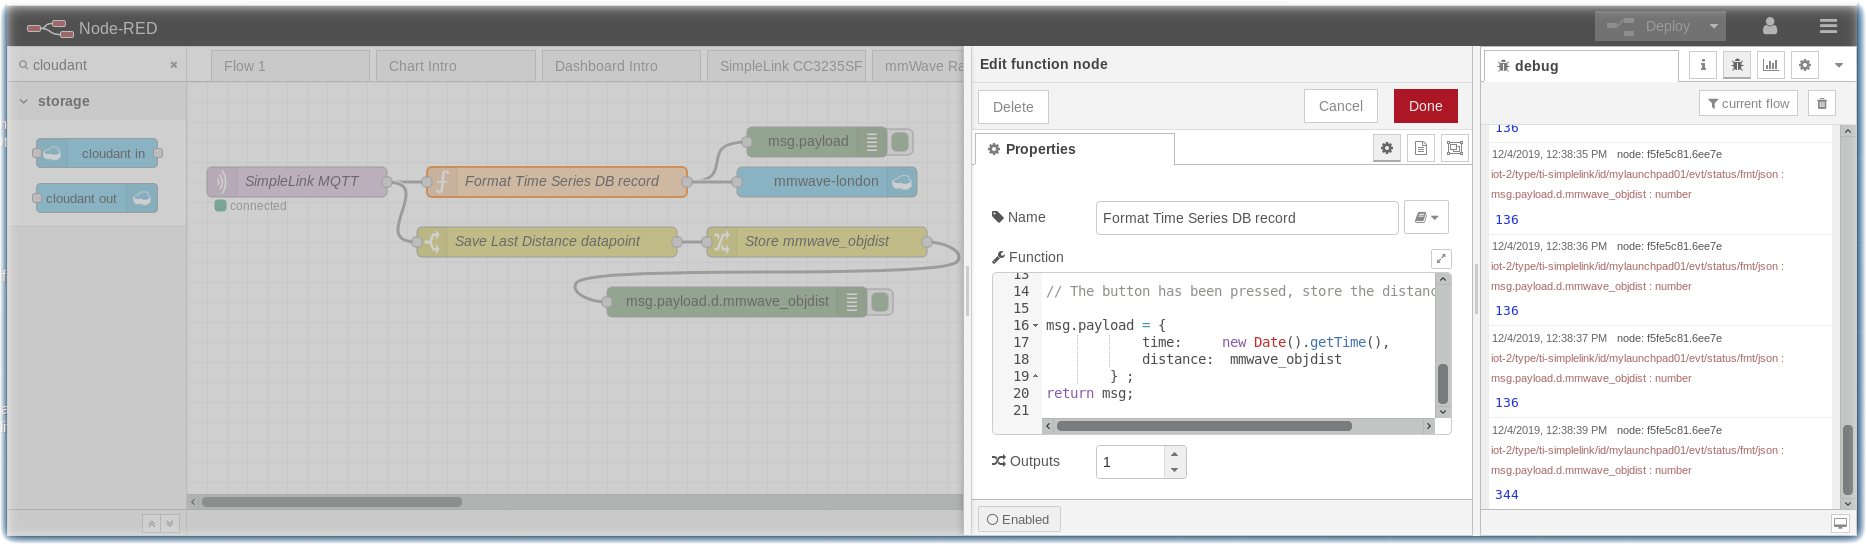 Node-RED
Deploy
cloudant
storage
cloudant in
cloudant out
Flow 1
Chart Intro
Dashboard Intro
SimpleLink CC3235SF
mmWave Ra
SimpleLink MQTT
connected
Format Time Series DB record
msg.payload
mmwave-london
Save Last Distance datapoint
Store mmwave_objdist
msg.payload.d.mmwave_objdist
Edit function node
Delete
Cancel
Done
Properties
Name
Format Time Series DB record
Function
13
14 // The button has been pressed, store the distanc
15
16 msg.payload = {
17 time: new Date().getTime(),
18 distance: mmwave_objdist
19 } ;
20 return msg;
21
Outputs
1
Enabled
debug
i
current flow
136
12/4/2019, 12:38:35 PM node: f5fe5c81.6ee7e
iot-2/type/ti-simplelink/id/mylaunchpad01/evt/status/fmt/json :
msg.payload.d.mmwave_objdist : number
136
12/4/2019, 12:38:36 PM node: f5fe5c81.6ee7e
iot-2/type/ti-simplelink/id/mylaunchpad01/evt/status/fmt/json :
msg.payload.d.mmwave_objdist : number
136
12/4/2019, 12:38:37 PM node: f5fe5c81.6ee7e
iot-2/type/ti-simplelink/id/mylaunchpad01/evt/status/fmt/json :
msg.payload.d.mmwave_objdist : number
136
12/4/2019, 12:38:39 PM node: f5fe5c81.6ee7e
iot-2/type/ti-simplelink/id/mylaunchpad01/evt/status/fmt/json :
msg.payload.d.mmwave_objdist : number
344